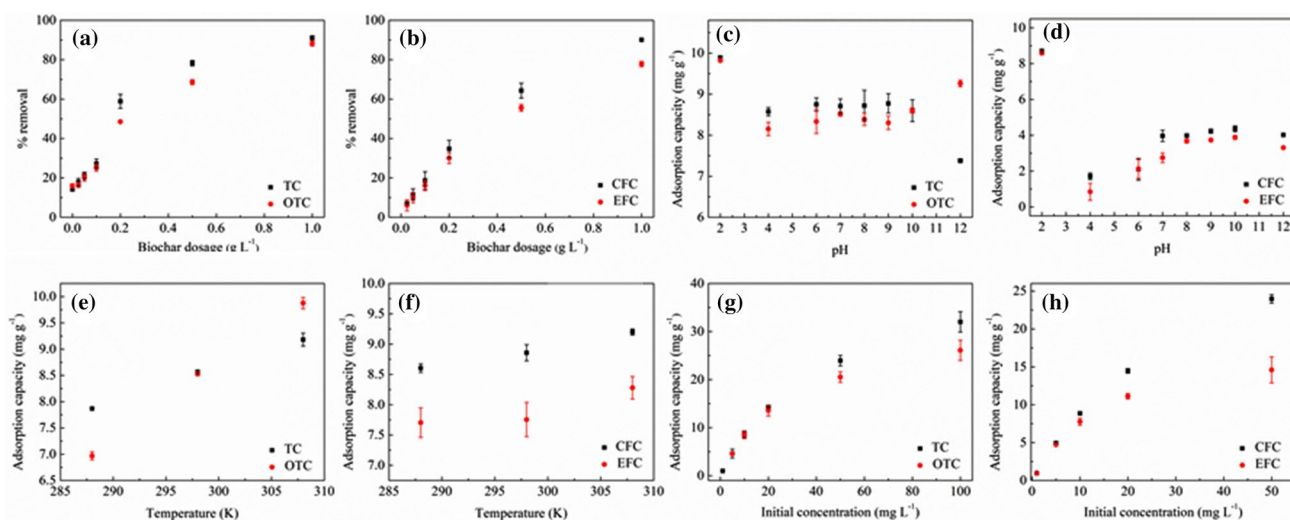 (a)
100
80
60
40
20
0
% removal
TC
OTC
0.0 0.2 0.4 0.6 0.8 1.0
Biochar dosage (g L⁻¹)
(b)
100
80
60
40
20
0
% removal
CFC
EFC
0.0 0.2 0.4 0.6 0.8 1.0
Biochar dosage (g L⁻¹)
(c)
10
9
8
7
6
Adsorption capacity (mg g⁻¹)
TC
OTC
2 3 4 5 6 7 8 9 10 11 12
pH
(d)
10
8
6
4
2
0
Adsorption capacity (mg g⁻¹)
CFC
EFC
2 3 4 5 6 7 8 9 10 11 12
pH
(e)
10.0
9.5
9.0
8.5
8.0
7.5
7.0
6.5
Adsorption capacity (mg g⁻¹)
TC
OTC
285 290 295 300 305 310
Temperature (K)
(f)
10.0
9.5
9.0
8.5
8.0
7.5
7.0
Adsorption capacity (mg g⁻¹)
CFC
EFC
285 290 295 300 305 310
Temperature (K)
(g)
40
30
20
10
0
Adsorption capacity (mg g⁻¹)
TC
OTC
0 20 40 60 80 100
Initial concentration (mg L⁻¹)
(h)
25
20
15
10
5
0
Adsorption capacity (mg g⁻¹)
CFC
EFC
0 10 20 30 40 50
Initial concentration (mg L⁻¹)